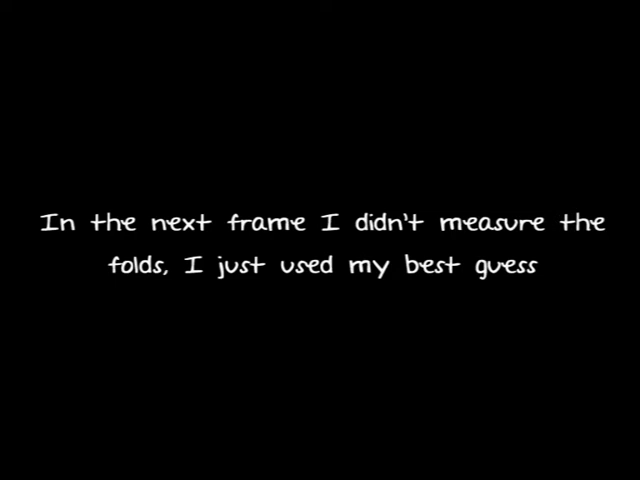 In the next frame I didn't measure the
folds, I just used my best guess